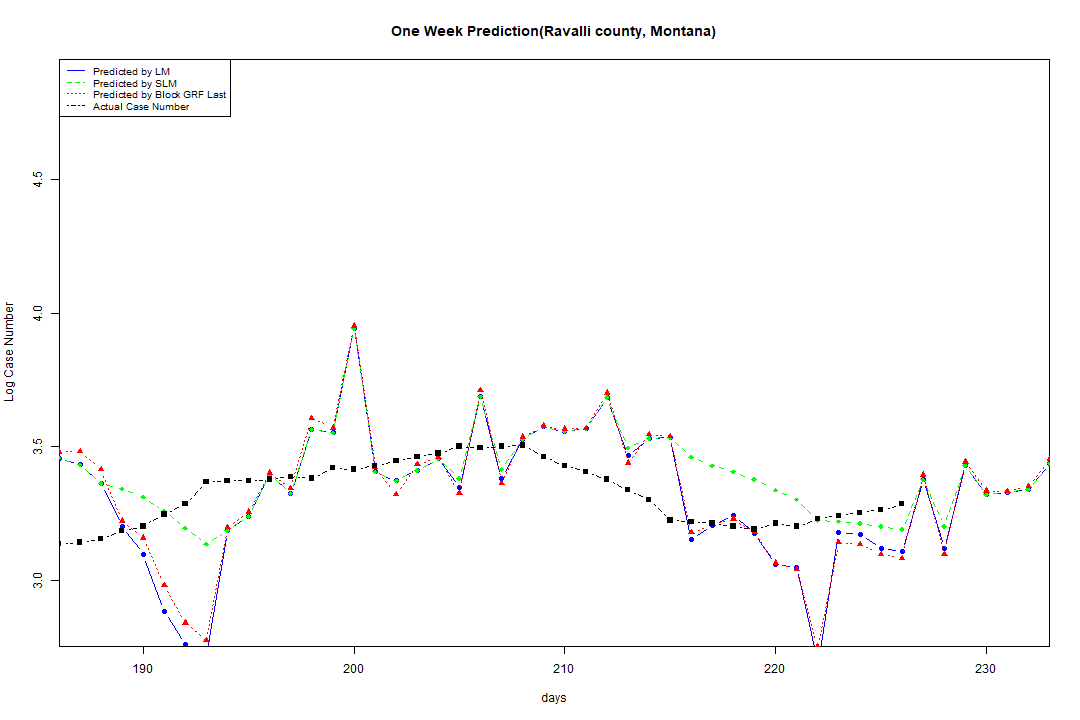 One Week Prediction(Ravalli county, Montana)
Predicted by LM
Predicted by SLM
Predicted by Block GRF Last
Actual Case Number
4.5
4.0
3.5
3.0
Log Case Number
190 200 210 220 230
days